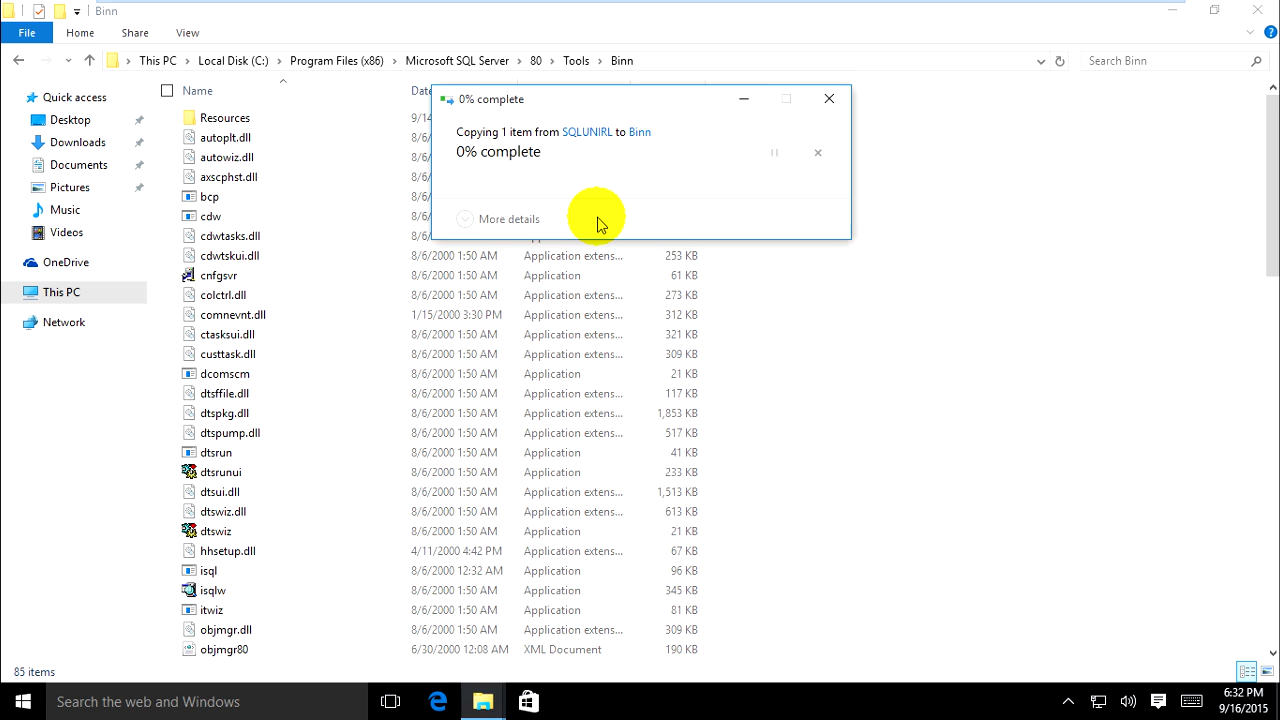 Binn
File Home Share View
This PC Local Disk (C:) Program Files (x86) Microsoft SQL Server 80 Tools Binn Search Binn
Quick access
Desktop
Downloads
Documents
Pictures
Music
Videos
OneDrive
This PC
Network
Name Date
0% complete
Copying 1 item from SQLUNIRL to Binn
0% complete
More details
Resources 9/14
autoplt.dll 8/6/
autowiz.dll 8/6/
axscphst.dll 8/6/
bcp 8/6/
cdw 8/6/
cdwtasks.dll 8/6/2000 1:50 AM
cdwtskui.dll 8/6/2000 1:50 AM Application extens... 253 KB
cnfgsvr 8/6/2000 1:50 AM Application 61 KB
colctrl.dll 8/6/2000 1:50 AM Application extens... 273 KB
comnevnt.dll 1/15/2000 3:30 PM Application extens... 312 KB
ctasksui.dll 8/6/2000 1:50 AM Application extens... 321 KB
custtask.dll 8/6/2000 1:50 AM Application extens... 309 KB
dcomscm 8/6/2000 1:50 AM Application 21 KB
dtsffile.dll 8/6/2000 1:50 AM Application extens... 117 KB
dtspkg.dll 8/6/2000 1:50 AM Application extens... 1,853 KB
dtspump.dll 8/6/2000 1:50 AM Application extens... 517 KB
dtsrun 8/6/2000 1:50 AM Application 41 KB
dtsrunui 8/6/2000 1:50 AM Application 233 KB
dtsui.dll 8/6/2000 1:50 AM Application extens... 1,513 KB
dtswiz.dll 8/6/2000 1:50 AM Application extens... 613 KB
dtswiz 8/6/2000 1:50 AM Application 21 KB
hhsetup.dll 4/11/2000 4:42 PM Application extens... 67 KB
isql 8/6/2000 12:32 AM Application 96 KB
isqlw 8/6/2000 1:50 AM Application 345 KB
itwiz 8/6/2000 1:50 AM Application 81 KB
objmgr.dll 8/6/2000 1:50 AM Application extens... 309 KB
objmgr80 6/30/2000 12:08 AM XML Document 190 KB
85 items
Search the web and Windows
6:32 PM
9/16/2015